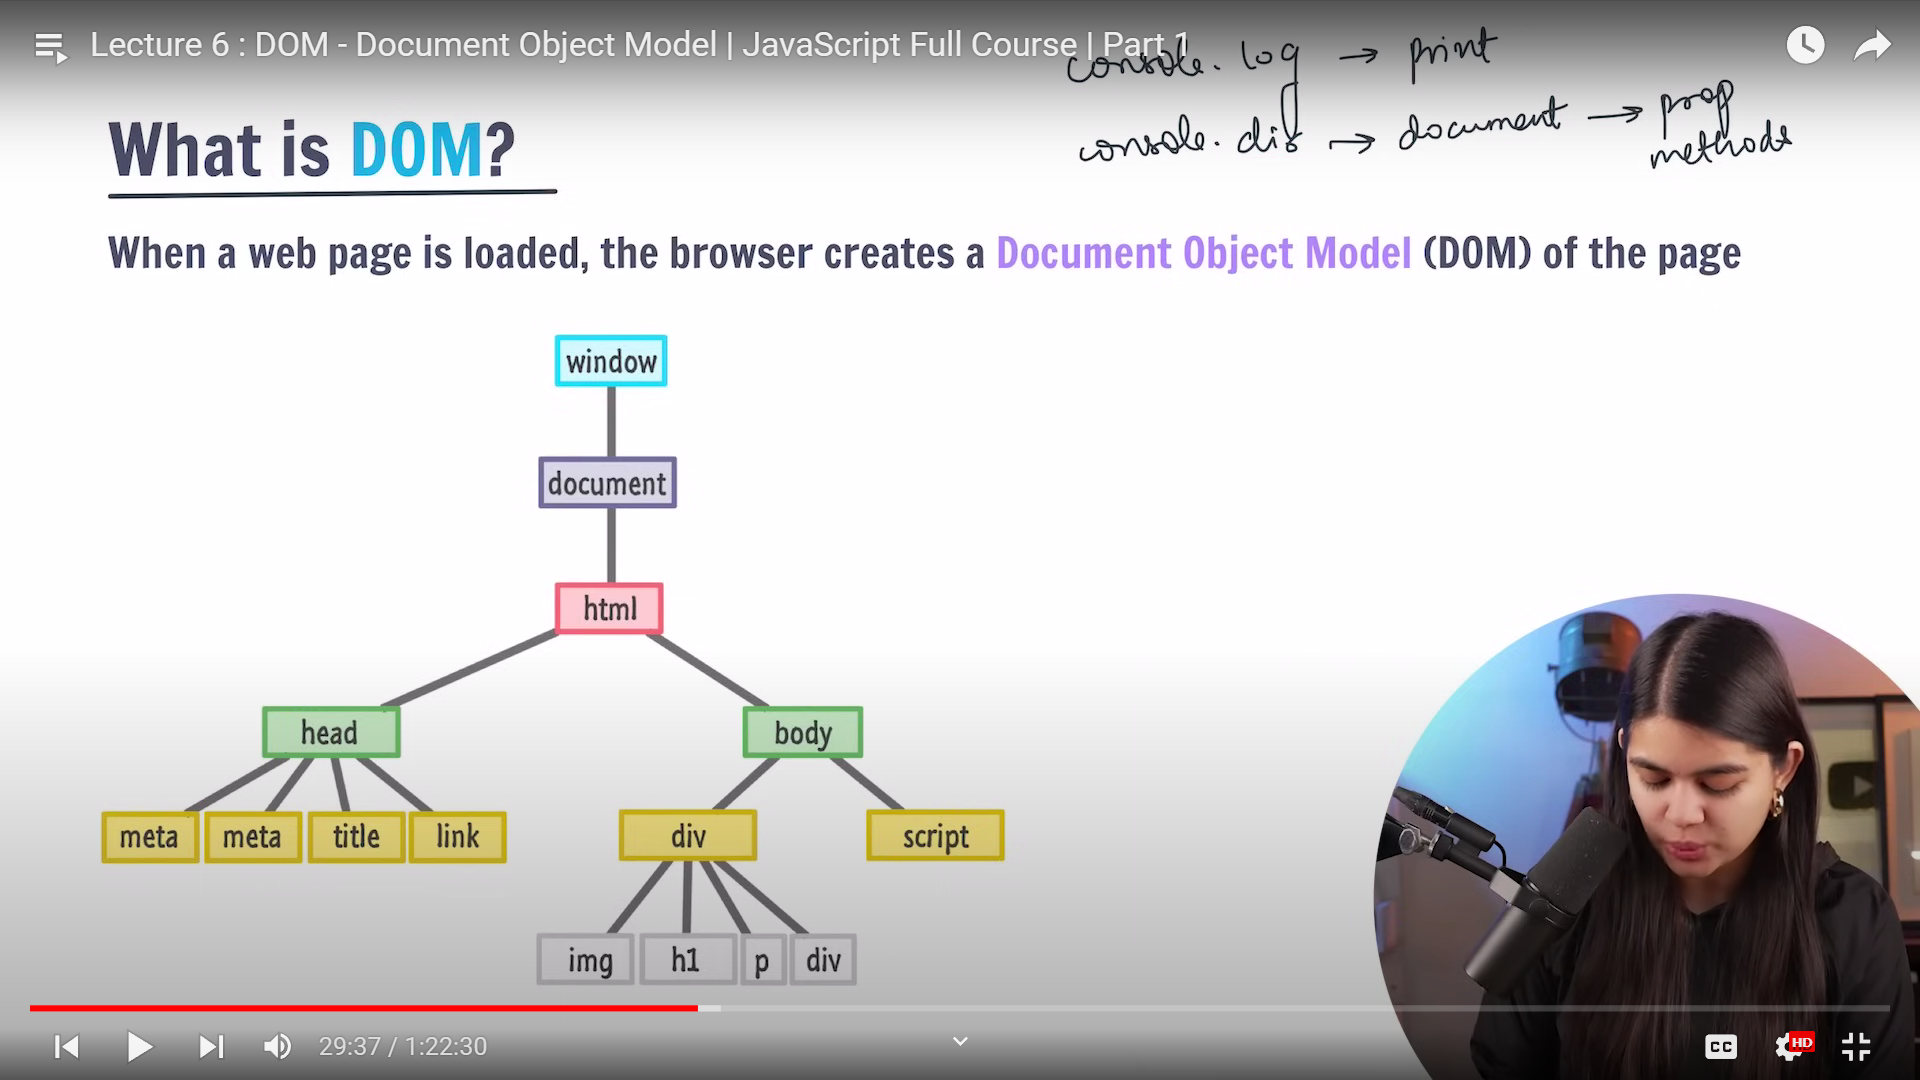 Lecture 6 : DOM - Document Object Model | JavaScript Full Course | Part 1
console. log → print
What is DOM?
console. dir → document → prop
methods
When a web page is loaded, the browser creates a Document Object Model (DOM) of the page
window
document
html
head body
meta meta title link div script
img h1 p div
29:37 / 1:22:30
CC HD